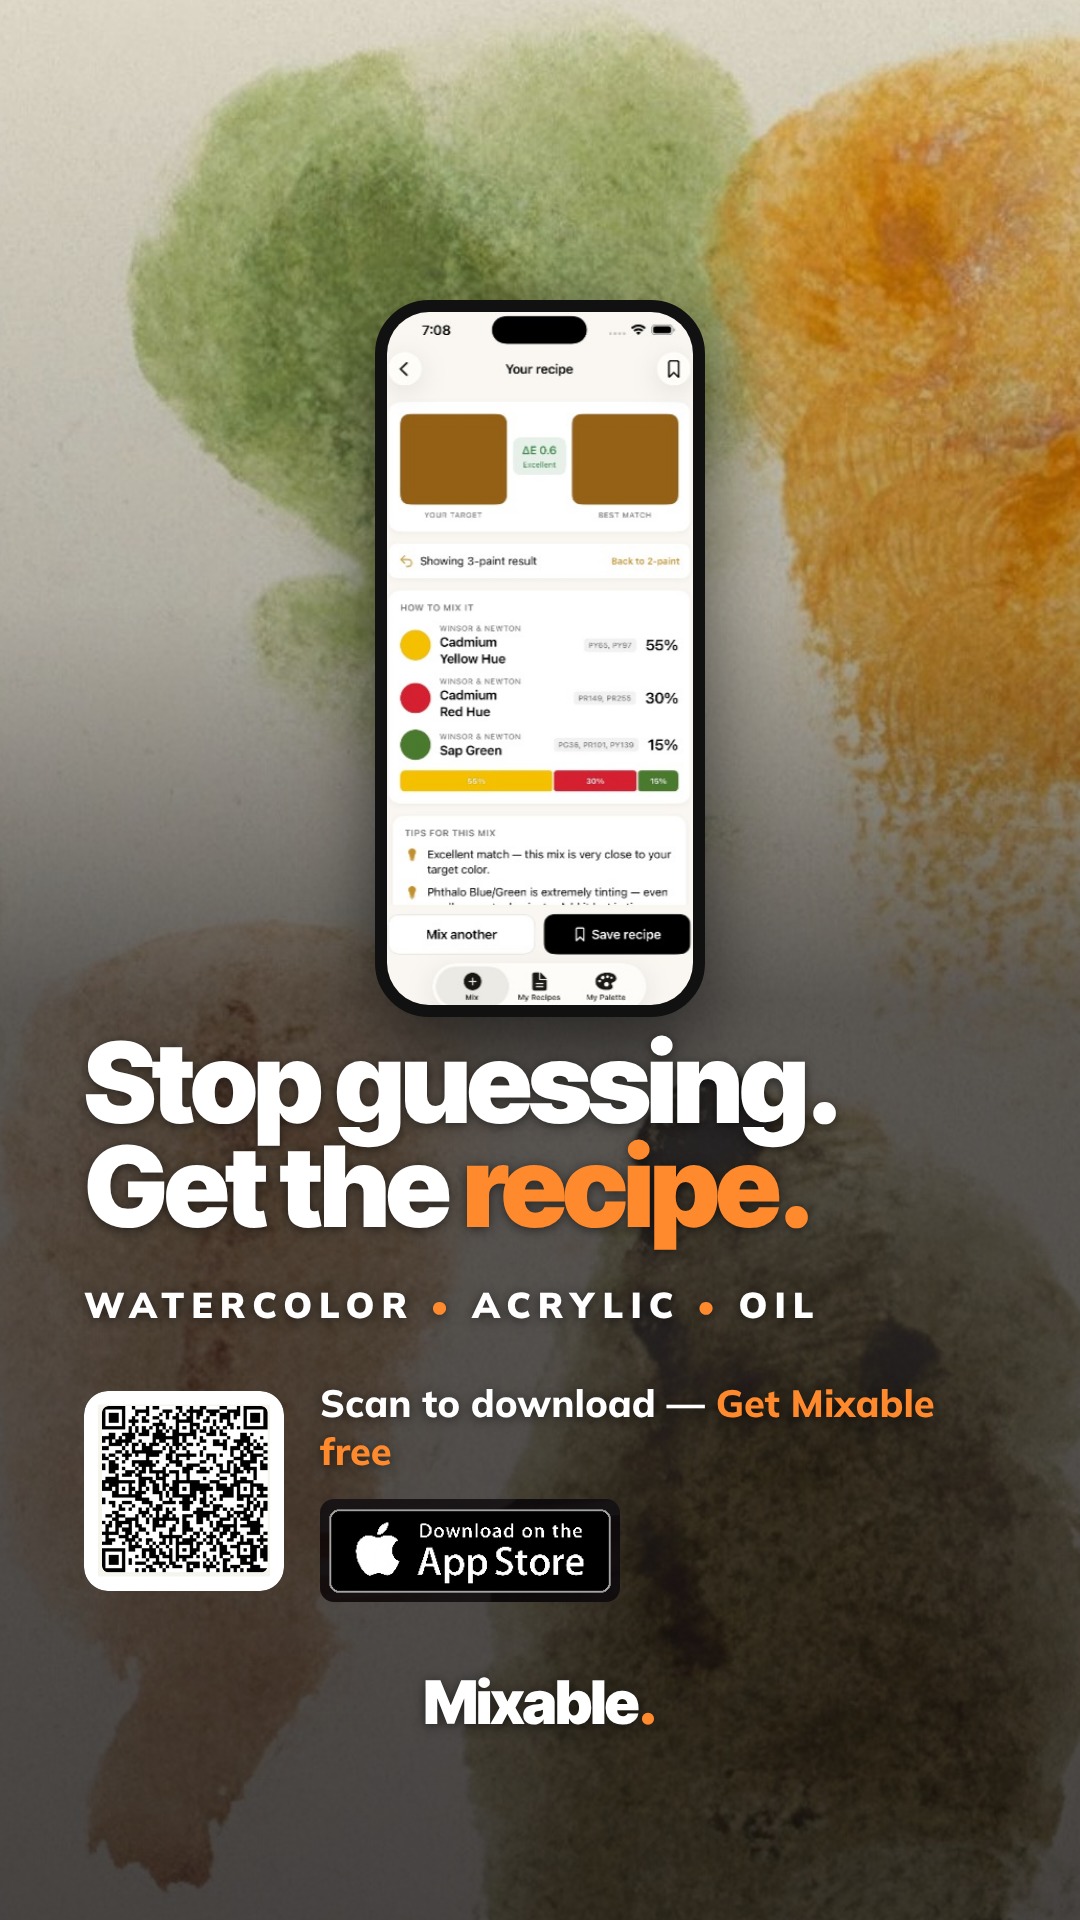 7:08
Your recipe
ΔE 0.6
Excellent
YOUR TARGET
BEST MATCH
Showing 3-paint result
Back to 2-paint
HOW TO MIX IT
WINSOR & NEWTON
Cadmium
Yellow Hue
PY65, PY97
55%
WINSOR & NEWTON
Cadmium
Red Hue
PR149, PR255
30%
WINSOR & NEWTON
Sap Green
PG36, PR101, PY139
15%
55%
30%
15%
TIPS FOR THIS MIX
Excellent match — this mix is very close to your
target color.
Phthalo Blue/Green is extremely tinting — even
Mix another
Save recipe
Mix
My Recipes
My Palette
Stop guessing.
Get the recipe.
WATERCOLOR • ACRYLIC • OIL
Scan to download — Get Mixable
free
Download on the
App Store
Mixable.